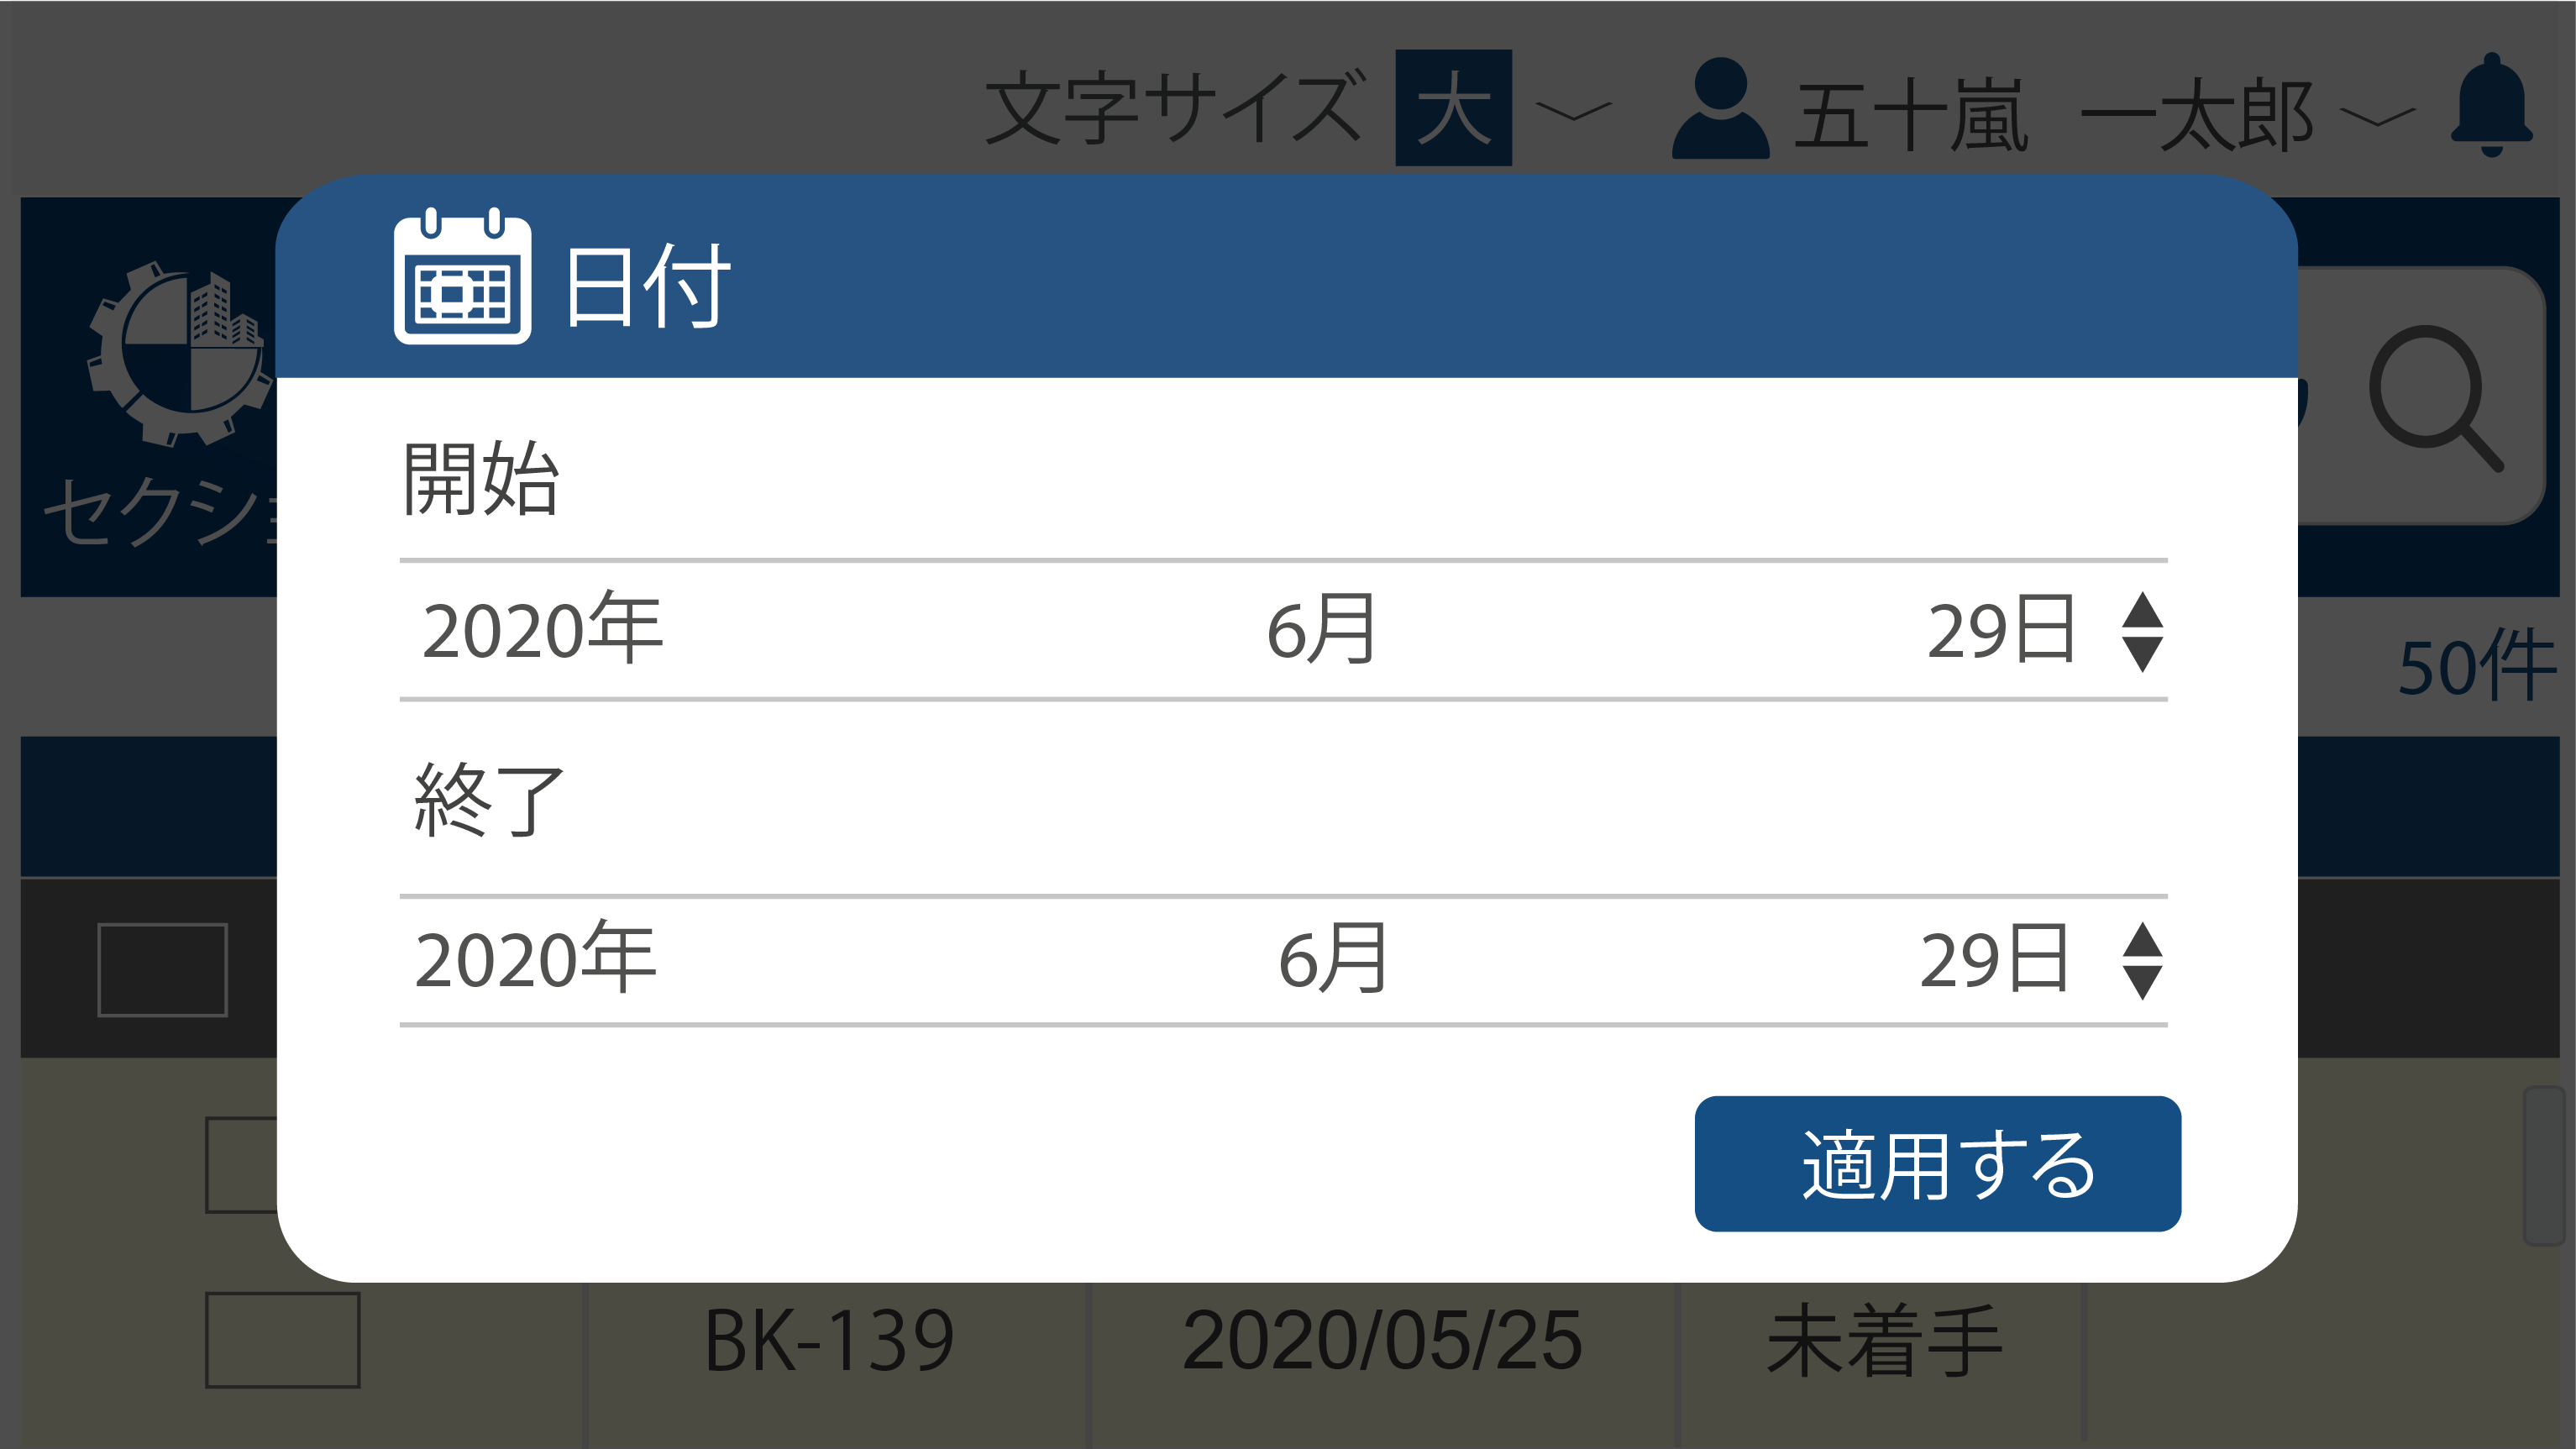 文字サイズ 大 五十嵐 一太郎
日付
セクショ
開始
2020年 6月 29日
50件
終了
2020年 6月 29日
適用する
BK-139 2020/05/25 未着手